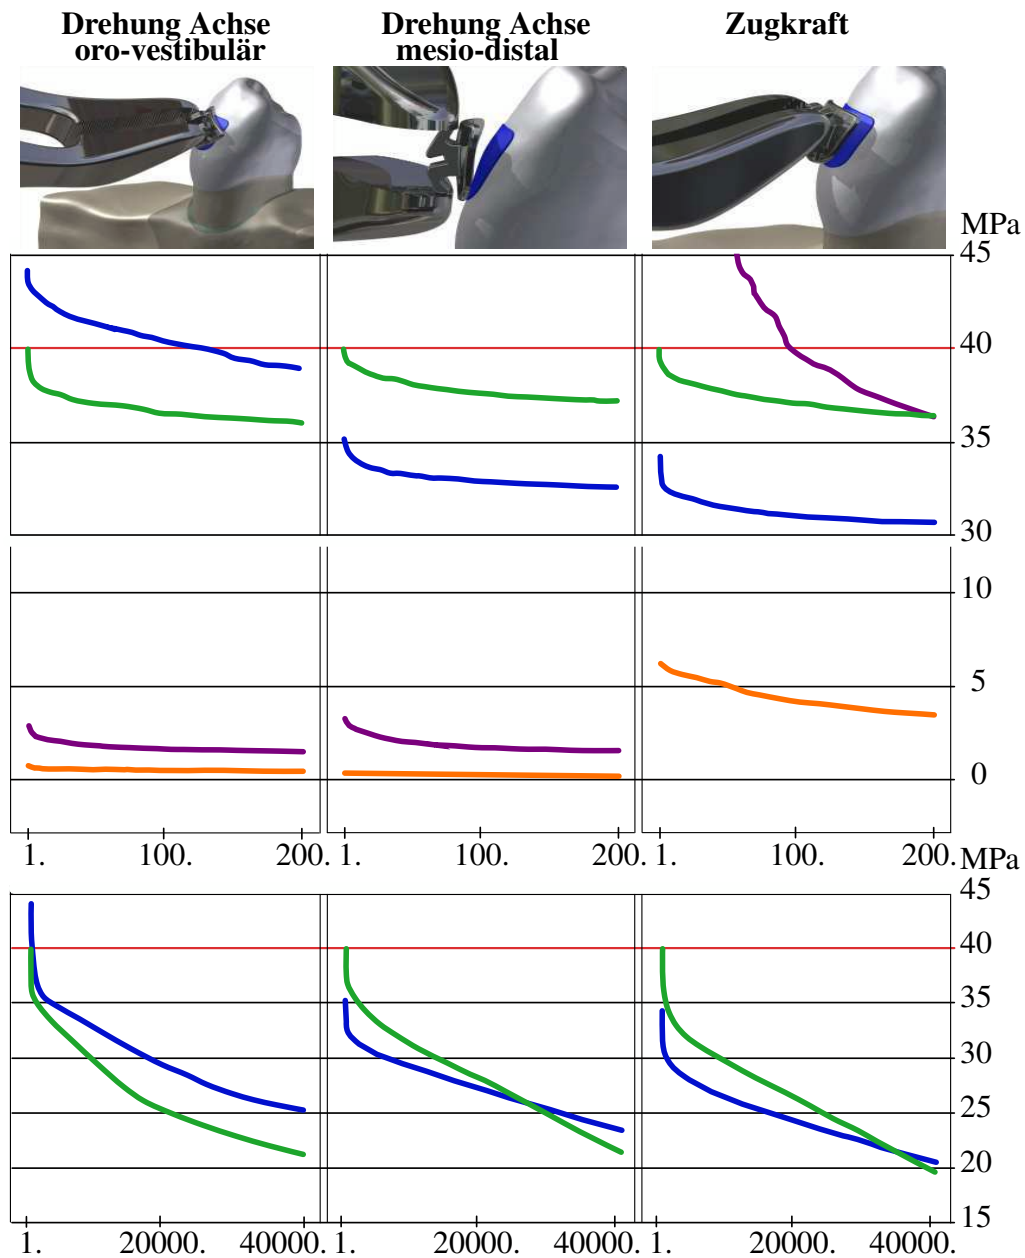 Drehung Achse
oro-vestibulär
Drehung Achse
mesio-distal
Zugkraft
MPa
45
40
35
30
10
5
0
1. 100. 200. 1. 100. 200. 1. 100. 200.
MPa
45
40
35
30
25
20
15
1. 20000. 40000. 1. 20000. 40000. 1. 20000. 40000.